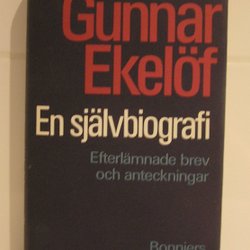 Gunnar
Ekelöf
En självbiografi
Efterlämnade brev
och anteckningar
Bonniers